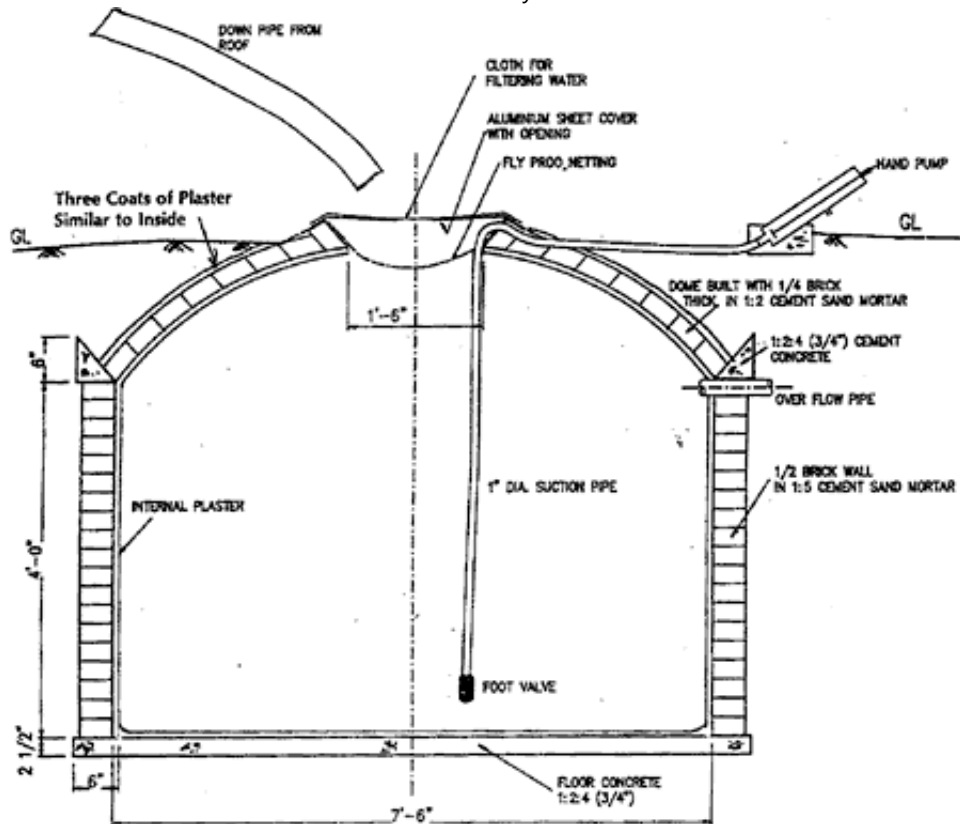 DOWN PIPE FROM
ROOF
CLOTH FOR
FILTERING WATER
ALUMINIUM SHEET COVER
WITH OPENING
FLY PROO, NETTING
HAND PUMP
Three Coats of Plaster
Similar to Inside
GL
GL
DOME BUILT WITH 1/4 BRICK
THICK IN 1:2 CEMENT SAND MORTAR
1'-6"
6"
1:2:4 (3/4") CEMENT
CONCRETE
OVER FLOW PIPE
1/2 BRICK WALL
IN 1:5 CEMENT SAND MORTAR
1" DIA. SUCTION PIPE
INTERNAL PLASTER
4'-0"
FOOT VALVE
2 1/2"
6"
FLOOR CONCRETE
1:2:4 (3/4")
7'-6"